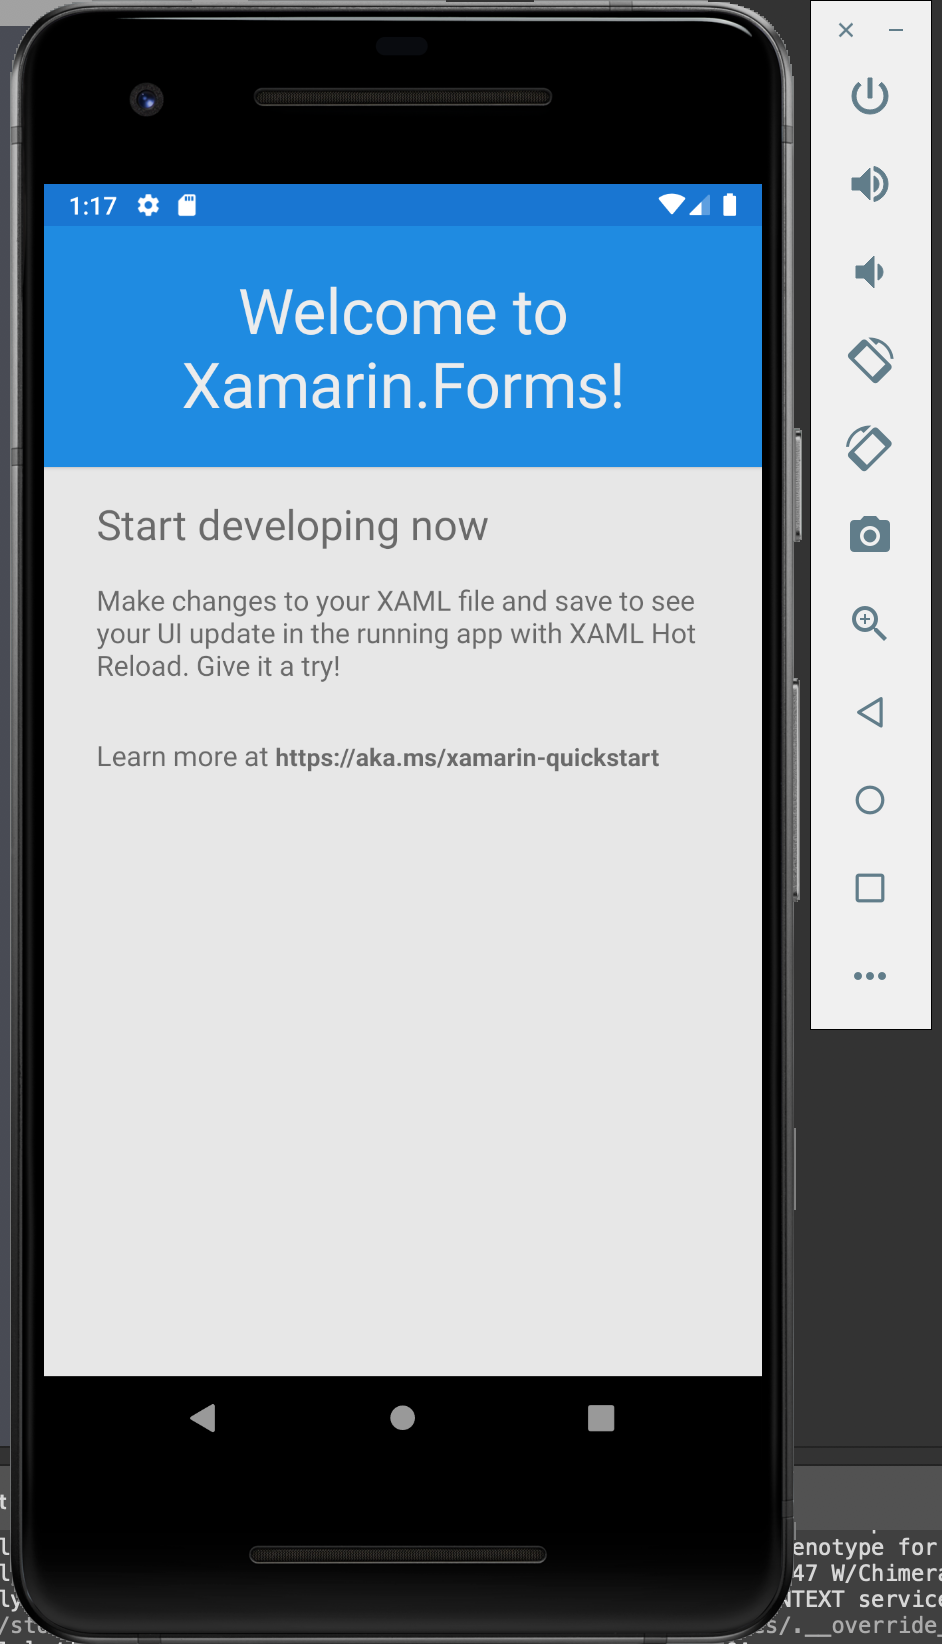 1:17
Welcome to
Xamarin.Forms!
Start developing now
Make changes to your XAML file and save to see
your UI update in the running app with XAML Hot
Reload. Give it a try!
Learn more at https://aka.ms/xamarin-quickstart
enotype for
47 W/Chimera
NTEXT service
s/.__override_